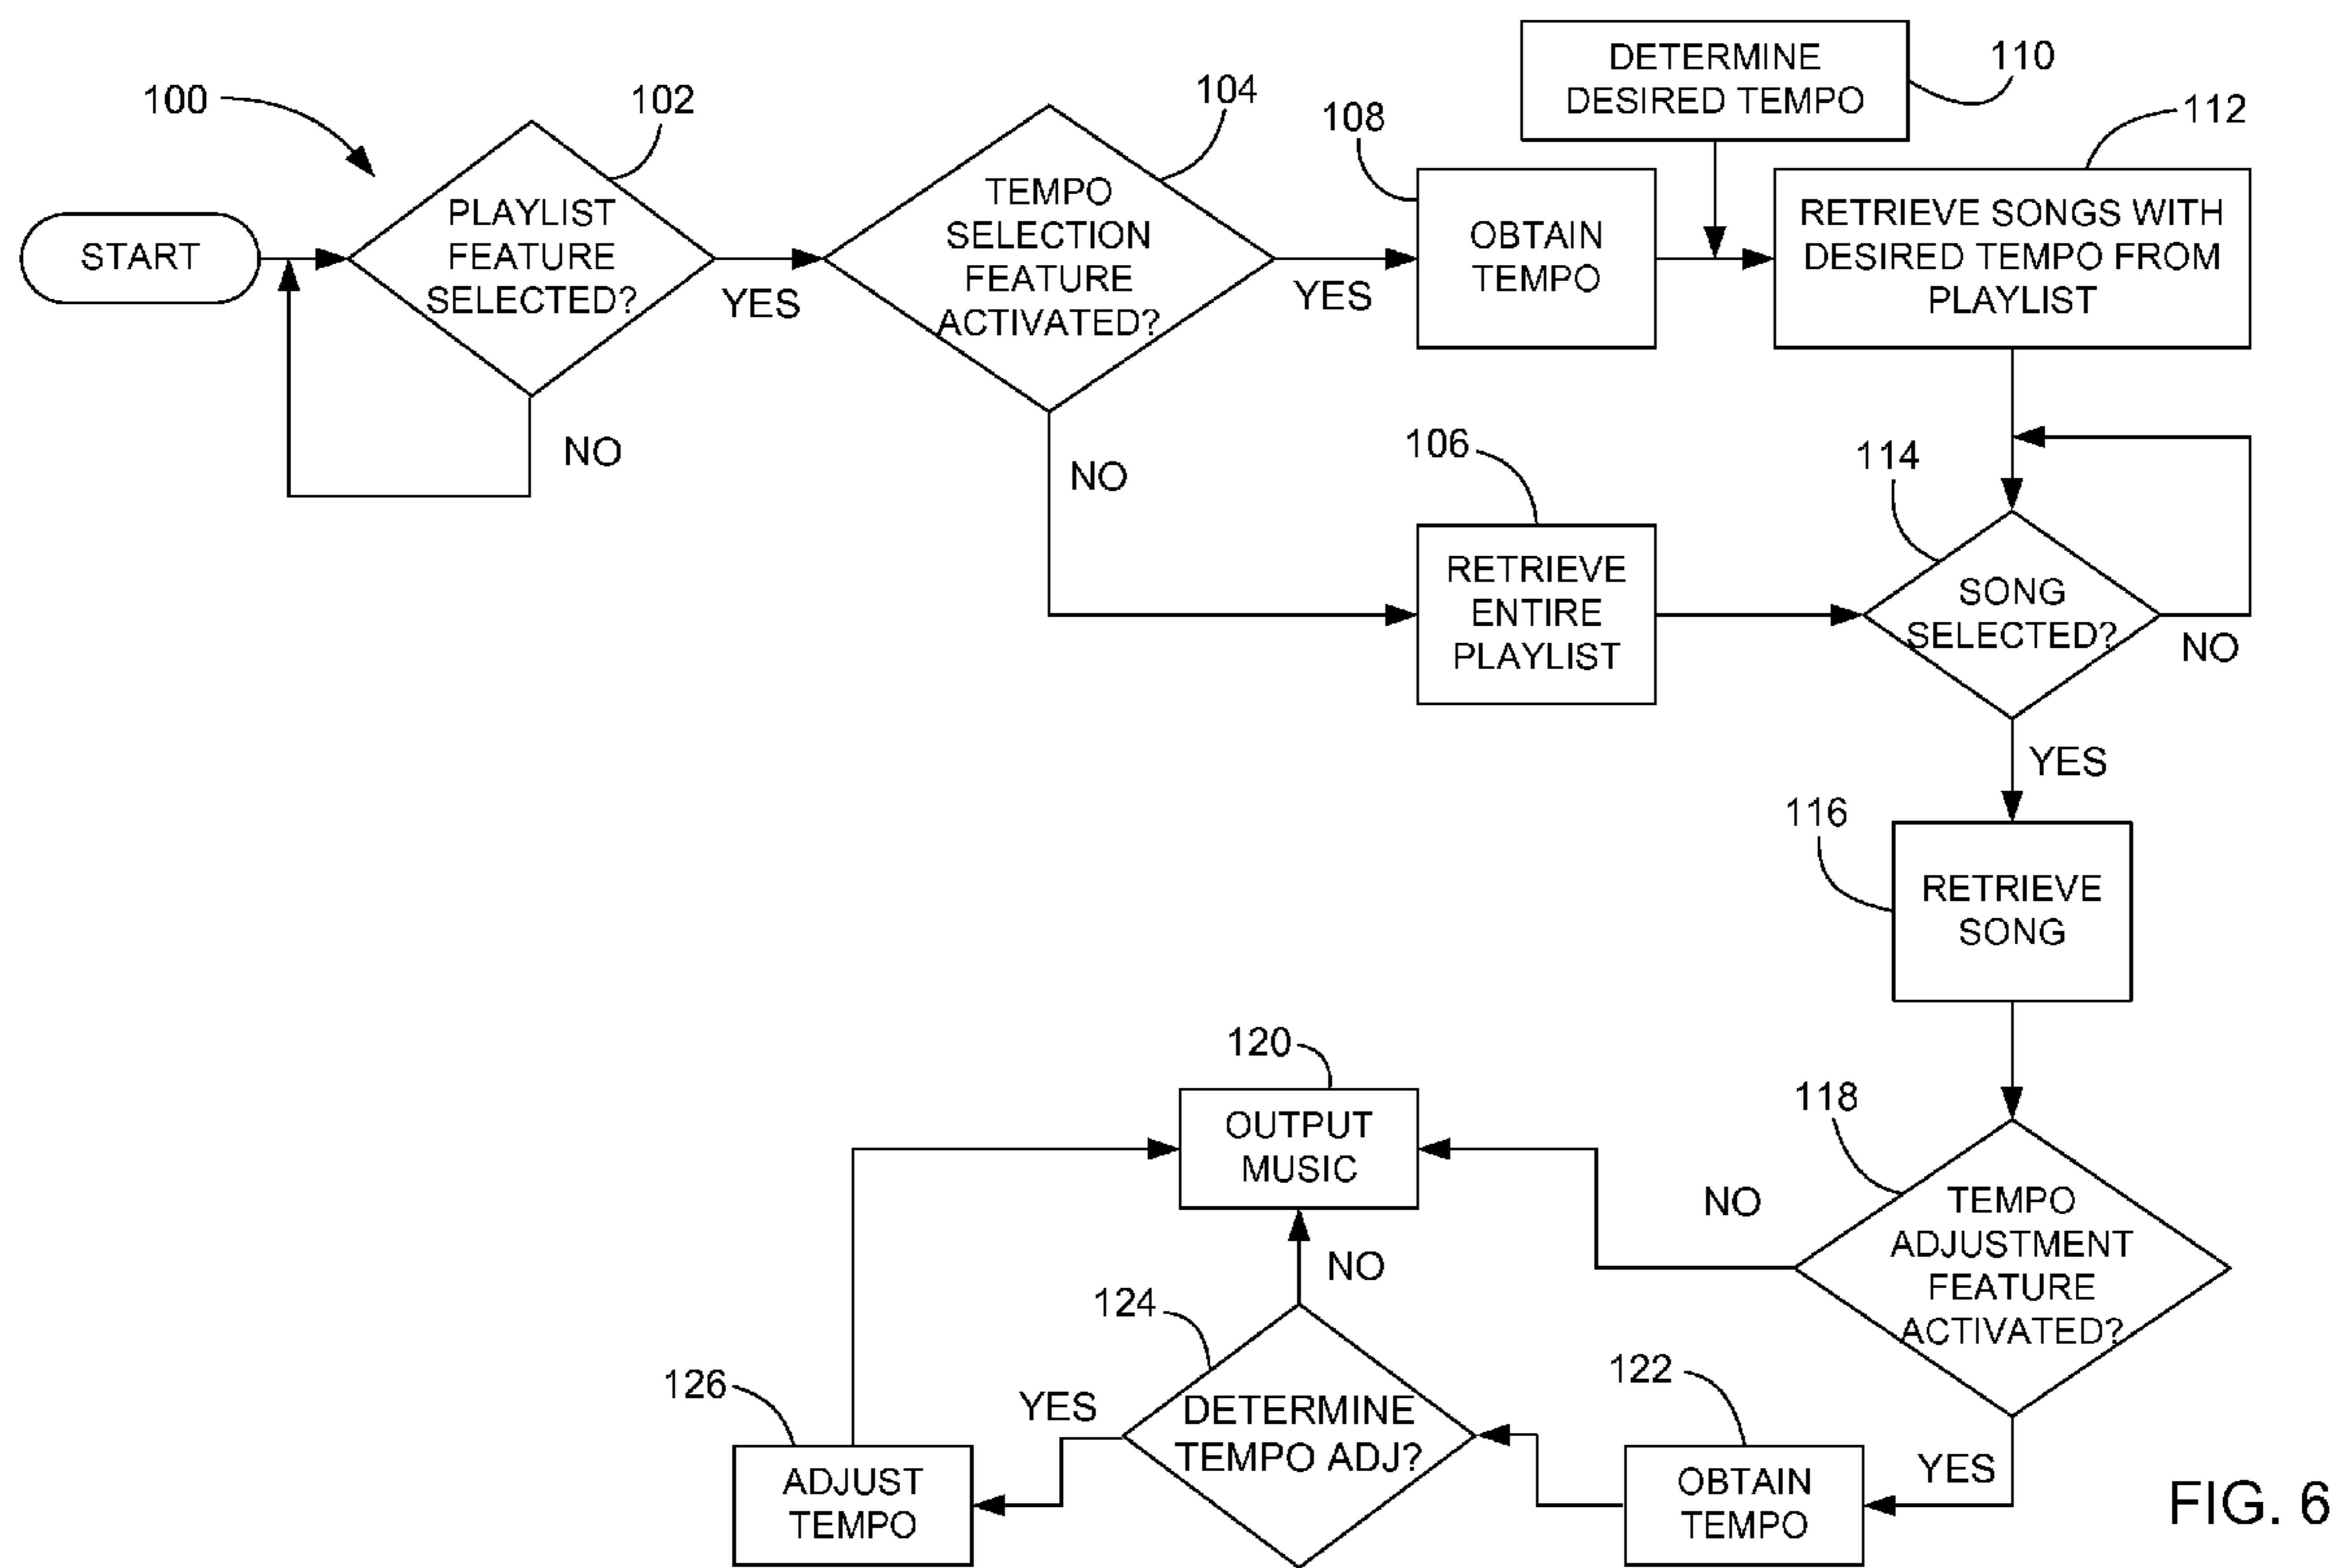 100
START
102
PLAYLIST
FEATURE
SELECTED?
YES
NO
104
TEMPO
SELECTION
FEATURE
ACTIVATED?
YES
NO
108
OBTAIN
TEMPO
DETERMINE
DESIRED TEMPO
110
112
RETRIEVE SONGS WITH
DESIRED TEMPO FROM
PLAYLIST
106
RETRIEVE
ENTIRE
PLAYLIST
114
SONG
SELECTED?
NO
YES
116
RETRIEVE
SONG
118
TEMPO
ADJUSTMENT
FEATURE
ACTIVATED?
NO
YES
120
OUTPUT
MUSIC
122
OBTAIN
TEMPO
124
DETERMINE
TEMPO ADJ?
NO
YES
126
ADJUST
TEMPO
FIG. 6